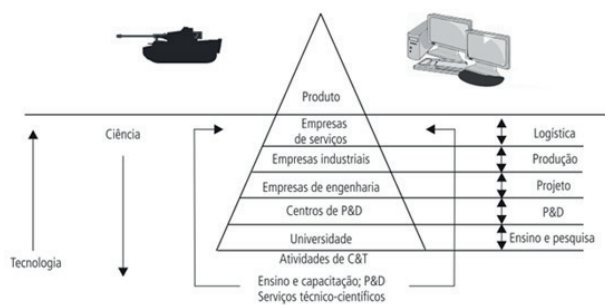 Produto
Ciência
Empresas
de serviços
Logística
Empresas industriais
Produção
Empresas de engenharia
Projeto
Centros de P&D
P&D
Universidade
Ensino e pesquisa
Tecnologia
Atividades de C&T
Ensino e capacitação; P&D
Serviços técnico-científicos